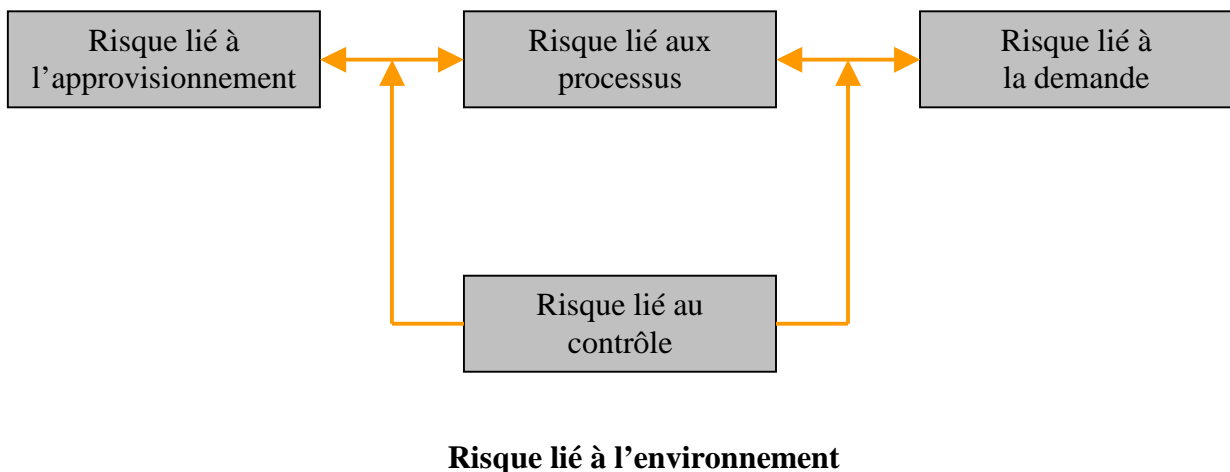 Risque lié à
l’approvisionnement
Risque lié aux
processus
Risque lié à
la demande
Risque lié au
contrôle
Risque lié à l’environnement